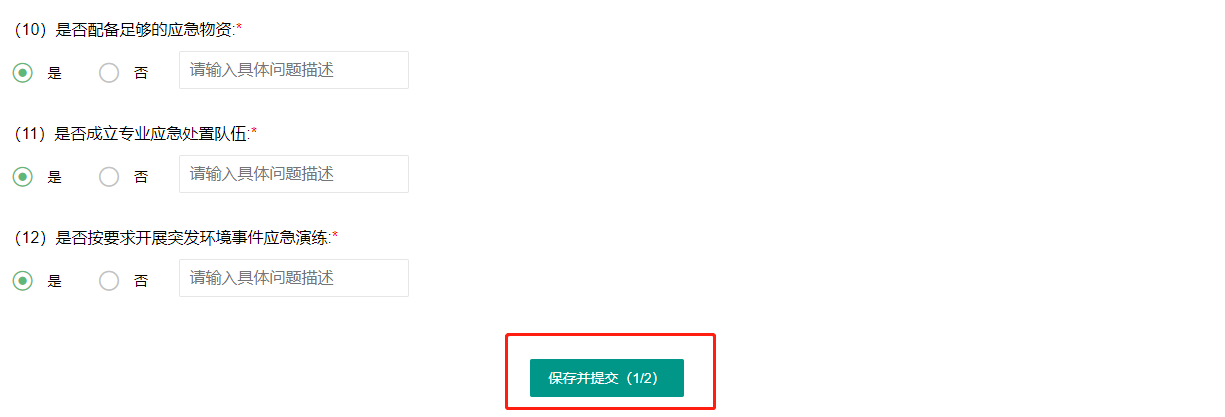 （10）是否配备足够的应急物资:*
是 否 请输入具体问题描述
（11）是否成立专业应急处置队伍:*
是 否 请输入具体问题描述
（12）是否按要求开展突发环境事件应急演练:*
是 否 请输入具体问题描述
保存并提交（1/2）